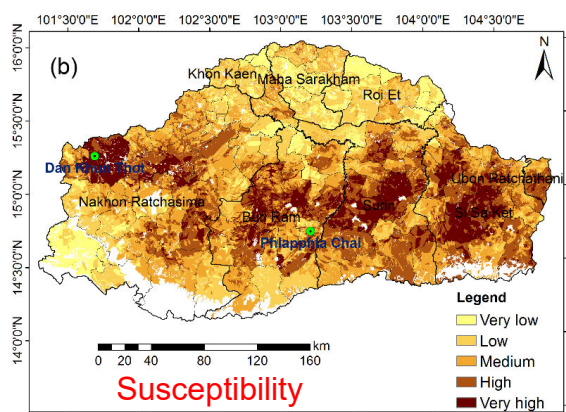 101°30'0"E 102°0'0"E 102°30'0"E 103°0'0"E 103°30'0"E 104°0'0"E 104°30'0"E
16°0'0"N
15°30'0"N
15°0'0"N
14°30'0"N
14°0'0"N
(b)
N
Khon Kaen
Maha Sarakham
Roi Et
Dan Khun Thot
Ubon Ratchathani
Nakhon Ratchasima
Buri Ram
Surin
Si Sa Ket
Phlapphla Chai
Legend
Very low
Low
Medium
High
Very high
0 10 20 40 80 120 160
km
Susceptibility